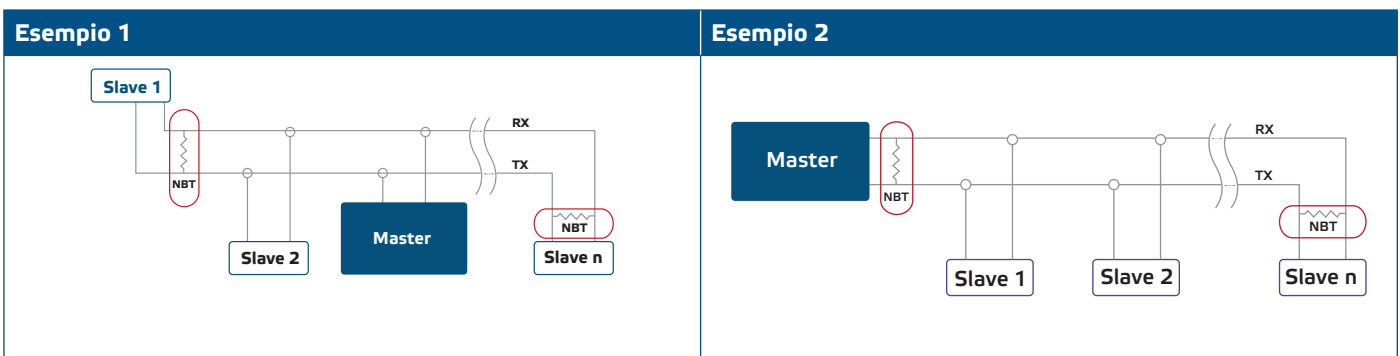 Esempio 1
Slave 1
RX
TX
NBT
NBT
Master
Slave 2
Slave n
Esempio 2
RX
Master
TX
NBT
NBT
Slave 1
Slave 2
Slave n